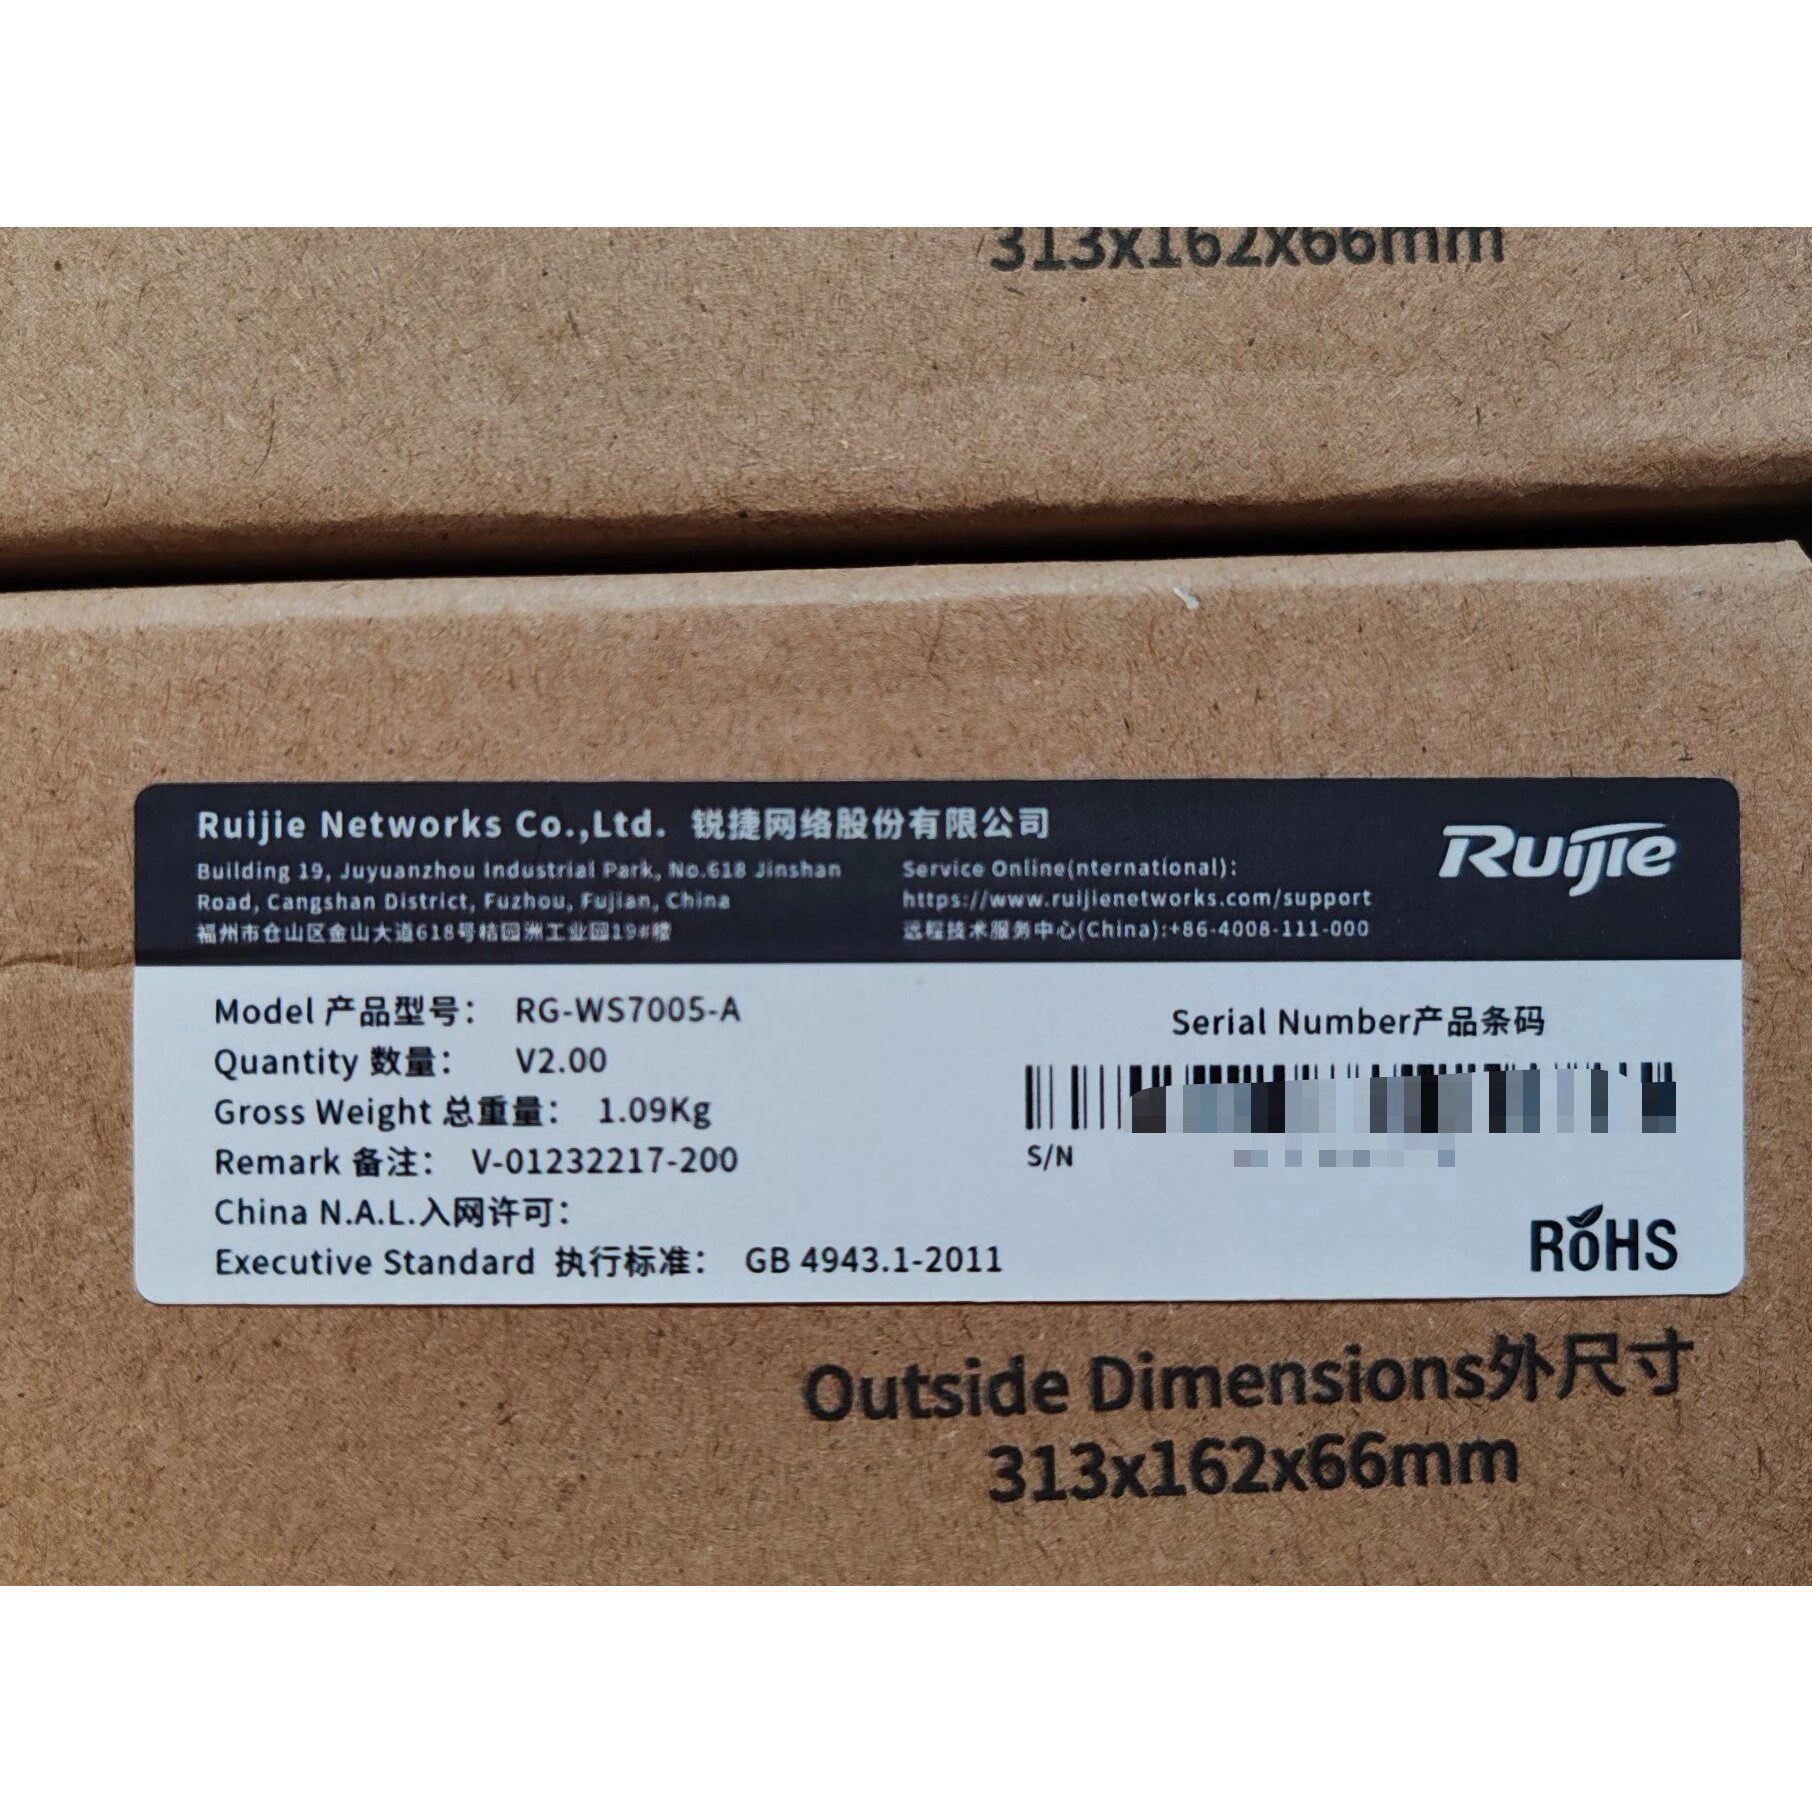 313x162x66mm
Ruijie Networks Co.,Ltd. 锐捷网络股份有限公司
Ruijie
Building 19, Juyuanzhou Industrial Park, No.618 Jinshan
Road, Cangshan District, Fuzhou, Fujian, China
福州市仓山区金山大道618号桔园洲工业园19#楼
Service Online(nternational):
https://www.ruijienetworks.com/support
远程技术服务中心(China):+86-4008-111-000
Model 产品型号: RG-WS7005-A
Quantity 数量: V2.00
Gross Weight 总重量: 1.09Kg
Remark 备注: V-01232217-200
China N.A.L.入网许可:
Executive Standard 执行标准: GB 4943.1-2011
Serial Number产品条码
S/N
RoHS
Outside Dimensions外尺寸
313x162x66mm